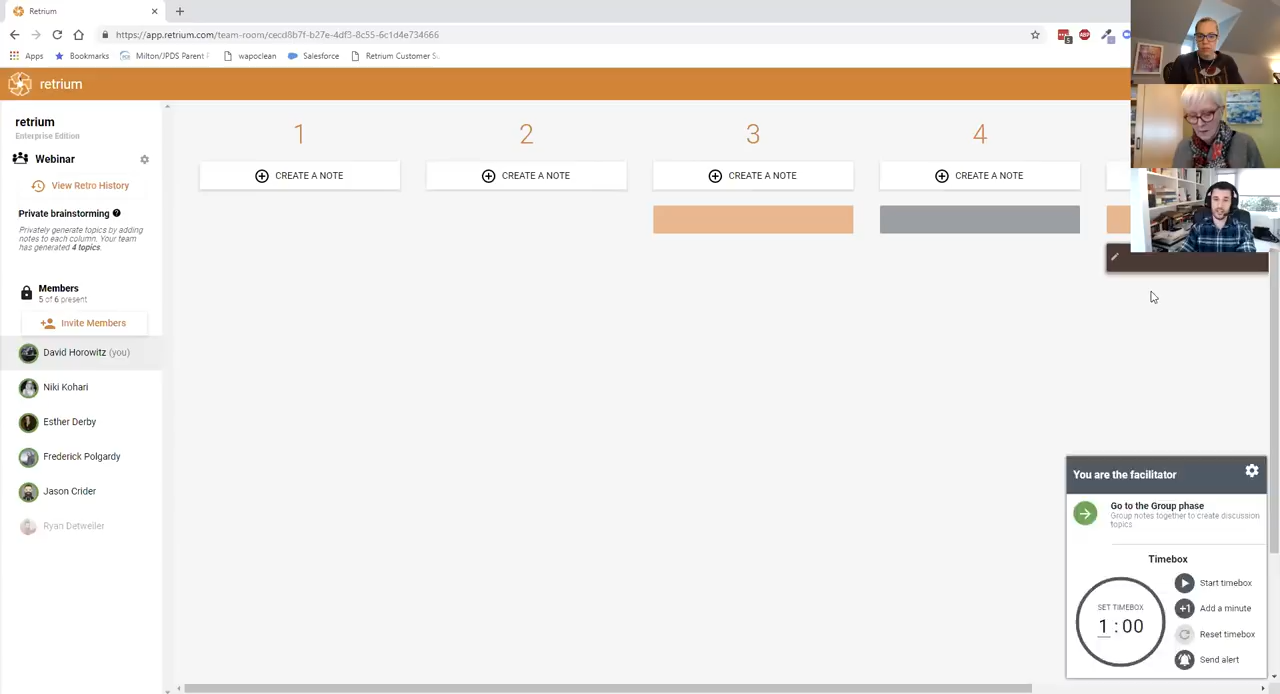 Retrium
https://app.retrium.com/team-room/cecd8b7f-b27e-4df3-8c55-6c1d4e734666
Apps
Bookmarks
Milton/JPDS Parent
wapoclean
Salesforce
Retrium Customer Su
retrium
retrium
Enterprise Edition
Webinar
View Retro History
Private brainstorming
Privately generate topics by adding
notes to each column. Your team
has generated 4 topics.
Members
5 of 6 present
Invite Members
David Horowitz (you)
Niki Kohari
Esther Derby
Frederick Polgardy
Jason Crider
Ryan Detweiler
1
2
3
4
CREATE A NOTE
CREATE A NOTE
CREATE A NOTE
CREATE A NOTE
You are the facilitator
Go to the Group phase
Group notes together to create discussion
topics
Timebox
SET TIMEBOX
1 : 00
Start timebox
+1 Add a minute
Reset timebox
Send alert